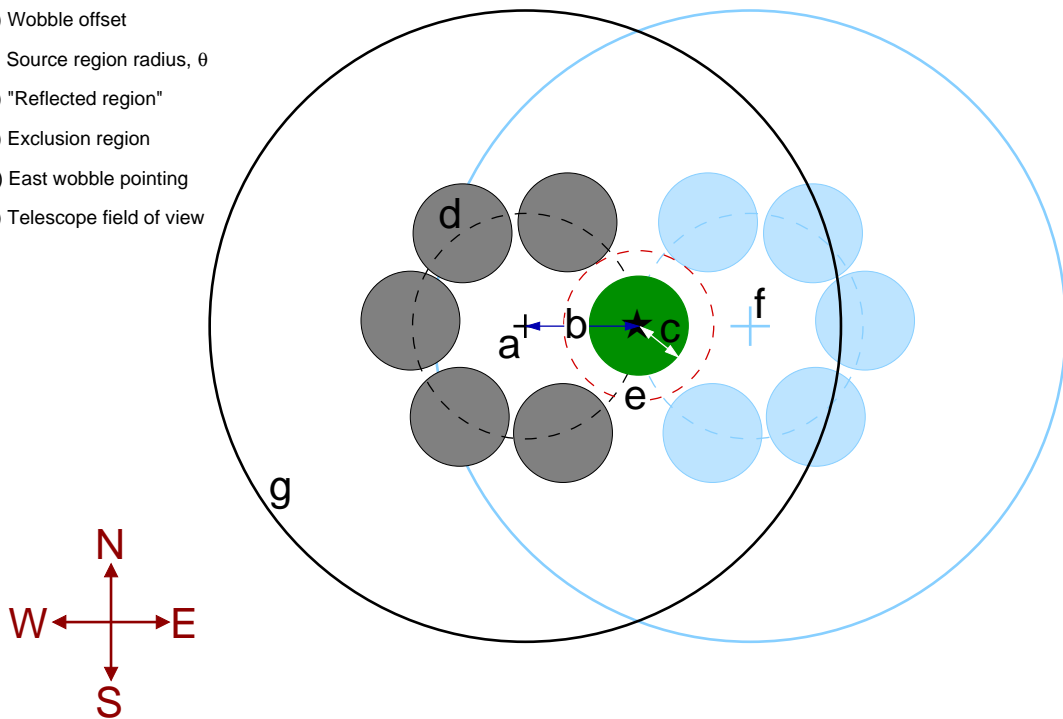 ) Wobble offset
Source region radius, θ
) "Reflected region"
) Exclusion region
) East wobble pointing
) Telescope field of view
d
f
b
c
a
e
g
N
W
E
S